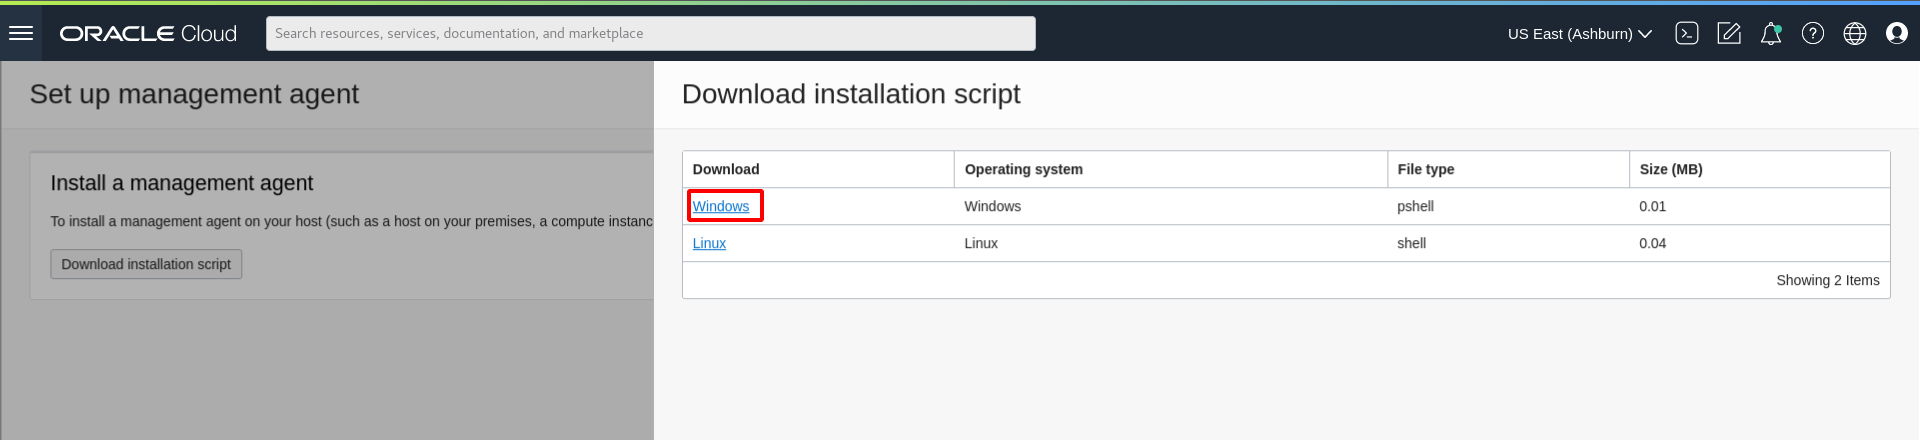 ORACLE Cloud
Search resources, services, documentation, and marketplace
US East (Ashburn)
Set up management agent
Install a management agent
To install a management agent on your host (such as a host on your premises, a compute instanc
Download installation script
Download installation script
Download Operating system File type Size (MB)
Windows Windows pshell 0.01
Linux Linux shell 0.04
Showing 2 Items